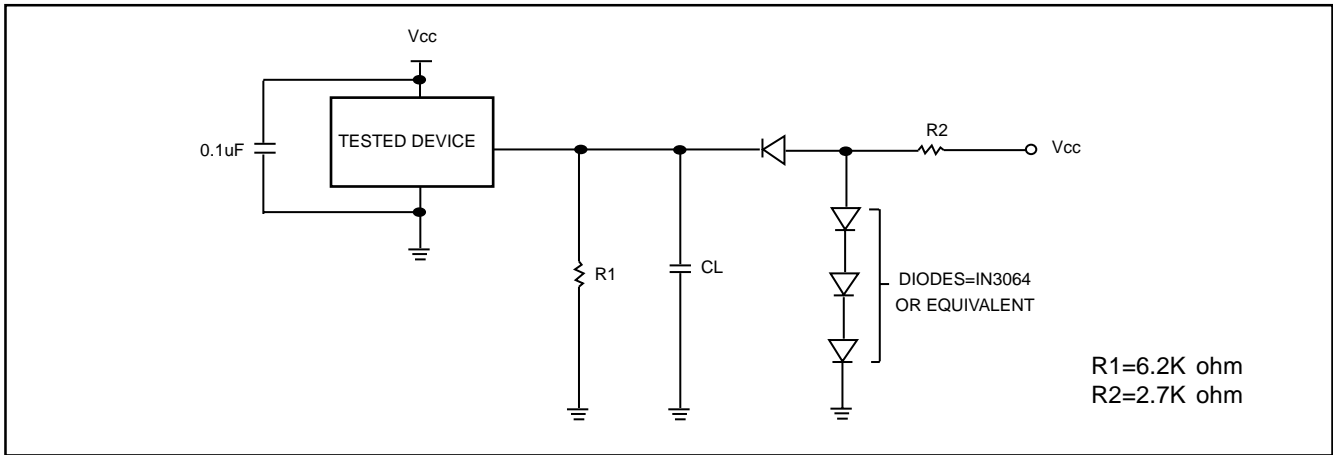 Vcc
0.1uF
TESTED DEVICE
R2
Vcc
R1
CL
DIODES=IN3064
OR EQUIVALENT
R1=6.2K ohm
R2=2.7K ohm